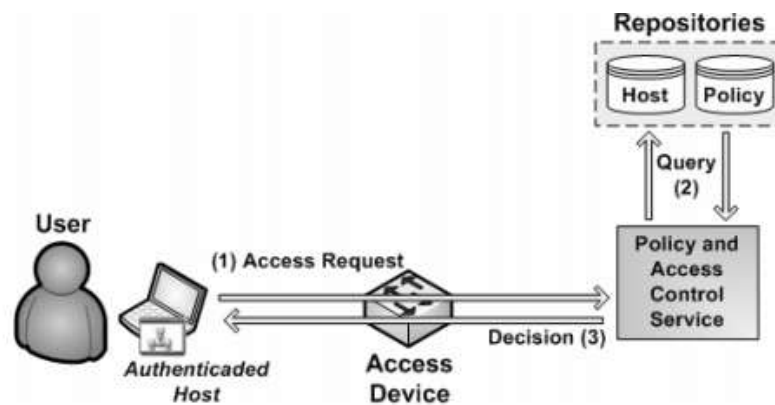 Repositories
Host
Policy
Query
(2)
User
(1) Access Request
Policy and
Access
Control
Service
Decision (3)
Authenticaded
Host
Access
Device